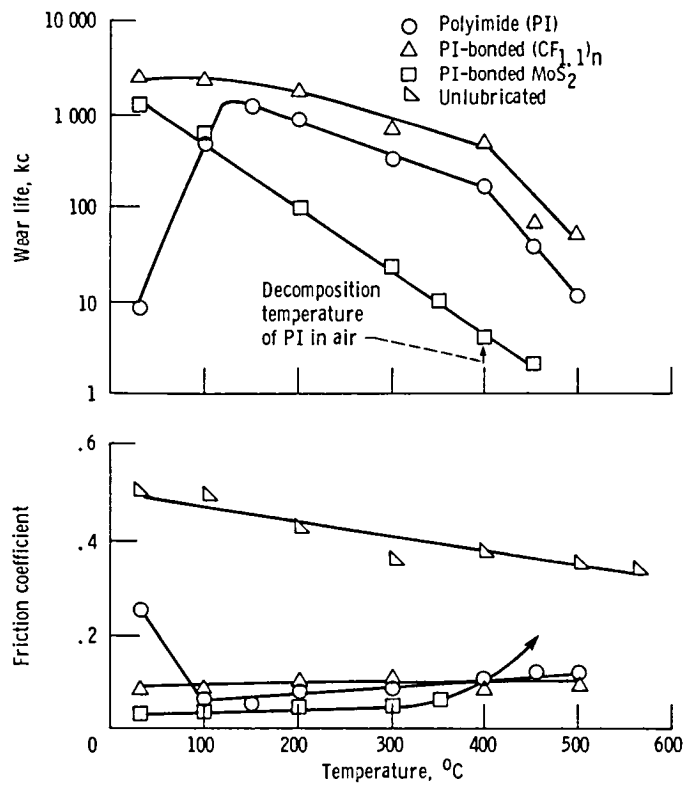 Polyimide (PI)
PI-bonded (CF1.1)n
PI-bonded MoS2
Unlubricated
10 000
1 000
100
10
1
Wear life, kc
Decomposition
temperature
of PI in air
.6
.4
.2
0
Friction coefficient
100
200
300
400
500
600
Temperature, °C